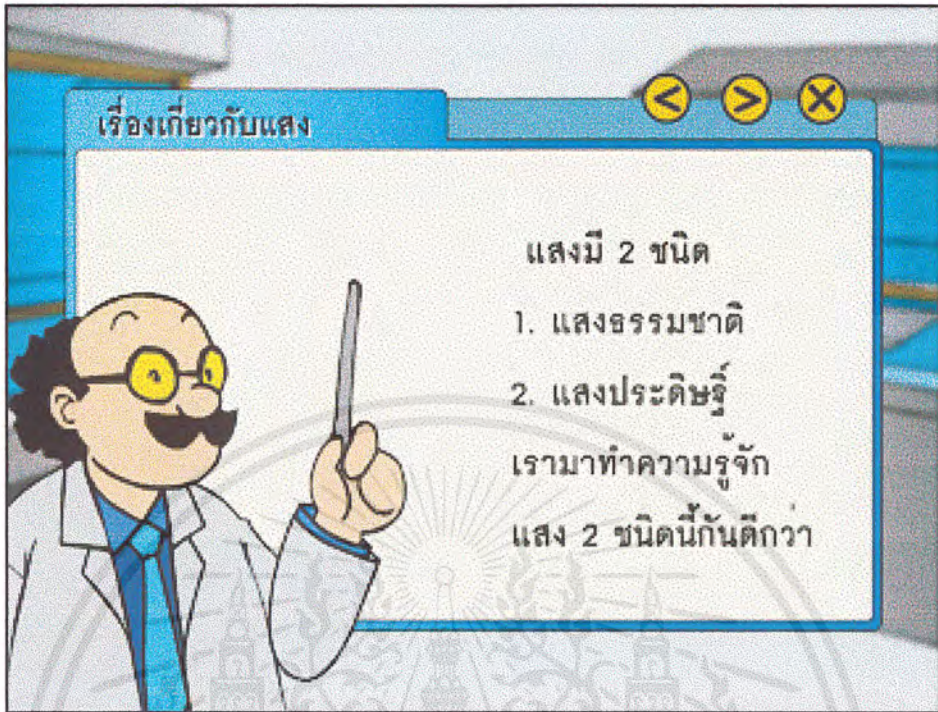 เรื่องเกี่ยวกับแสง
แสงมี 2 ชนิด
1. แสงธรรมชาติ
2. แสงประดิษฐิ์
เรามาทำความรู้จัก
แสง 2 ชนิดนี้กันดีกว่า